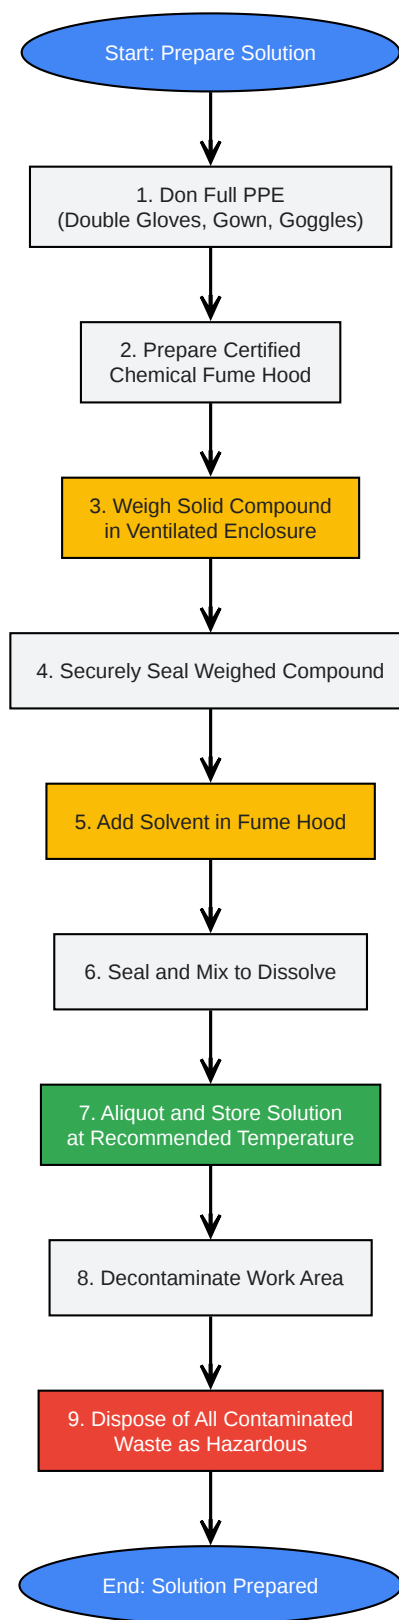 Start: Prepare Solution
1. Don Full PPE
(Double Gloves, Gown, Goggles)
2. Prepare Certified
Chemical Fume Hood
3. Weigh Solid Compound
in Ventilated Enclosure
4. Securely Seal Weighed Compound
5. Add Solvent in Fume Hood
6. Seal and Mix to Dissolve
7. Aliquot and Store Solution
at Recommended Temperature
8. Decontaminate Work Area
9. Dispose of All Contaminated
Waste as Hazardous
End: Solution Prepared